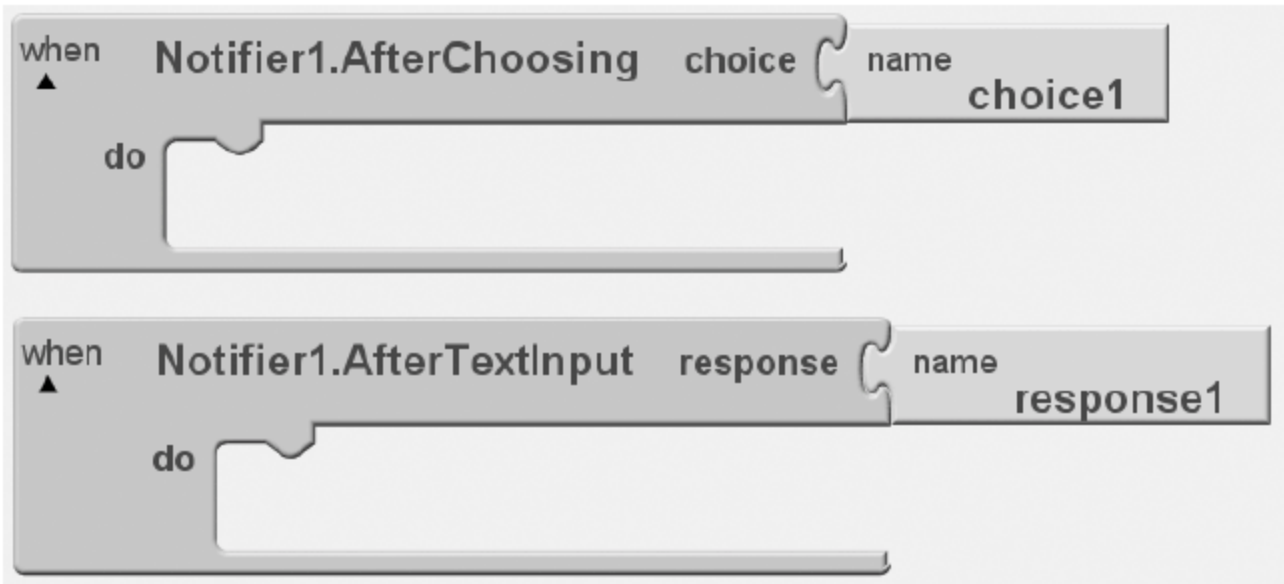 when Notifier1.AfterChoosing choice name
choice1
do
when Notifier1.AfterTextInput response name
response1
do